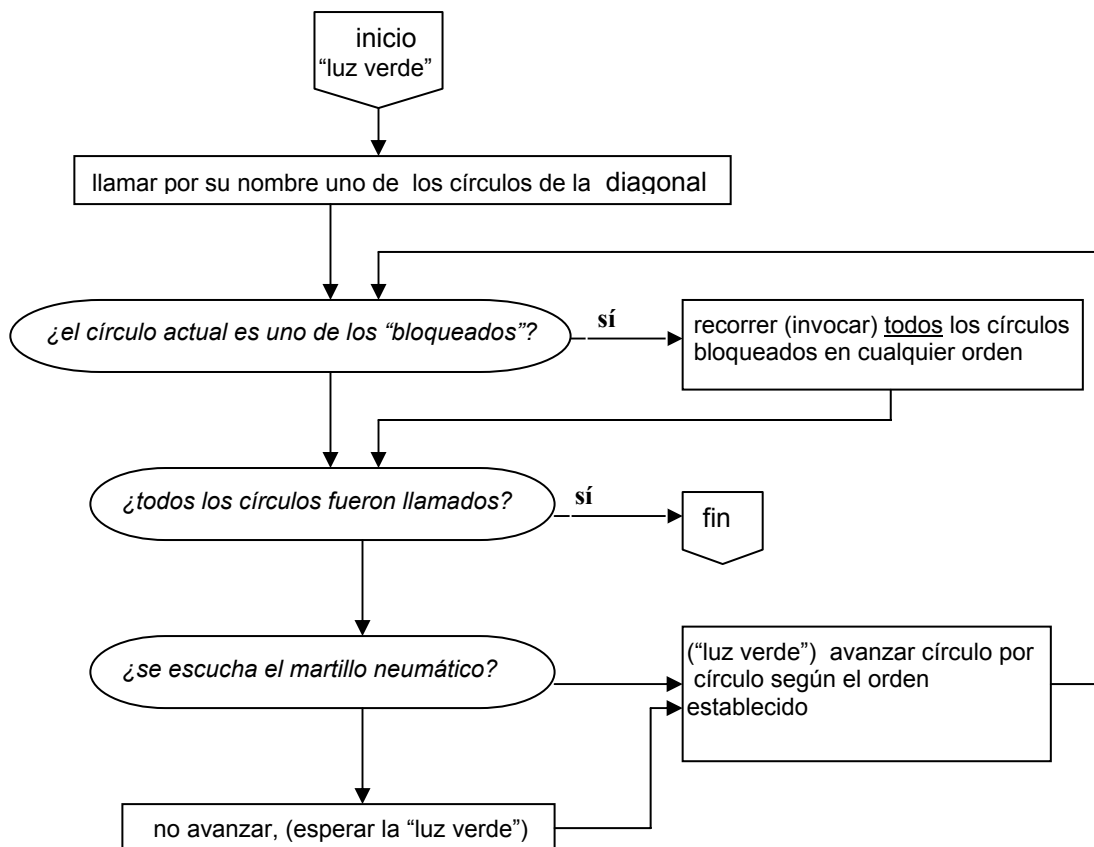 inicio
“luz verde”
llamar por su nombre uno de los círculos de la diagonal
¿el círculo actual es uno de los “bloqueados”?
sí
recorrer (invocar) todos los círculos
bloqueados en cualquier orden
¿todos los círculos fueron llamados?
sí
fin
¿se escucha el martillo neumático?
(“luz verde”) avanzar círculo por
círculo según el orden
establecido
no avanzar, (esperar la “luz verde”)